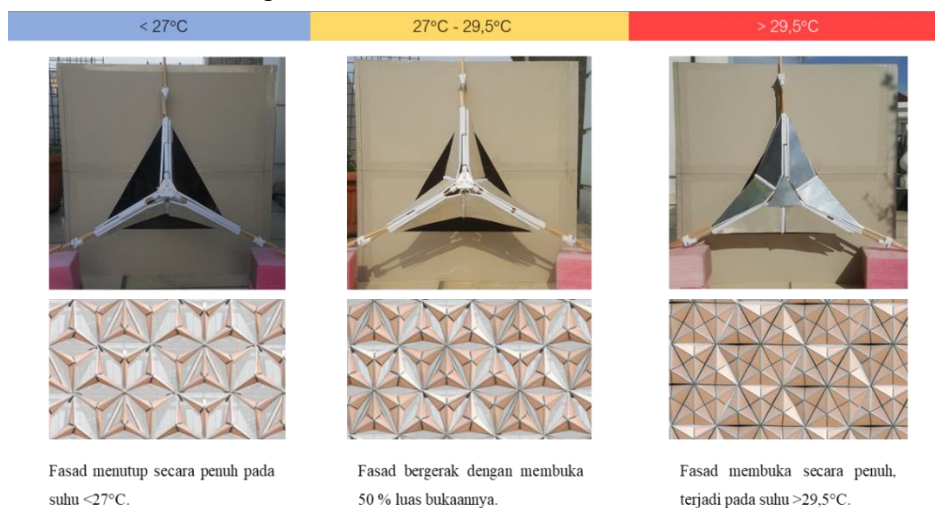 < 27°C
27°C - 29,5°C
> 29,5°C
Fasad menutup secara penuh pada
suhu <27°C.
Fasad bergerak dengan membuka
50 % luas bukaannya.
Fasad membuka secara penuh,
terjadi pada suhu >29,5°C.